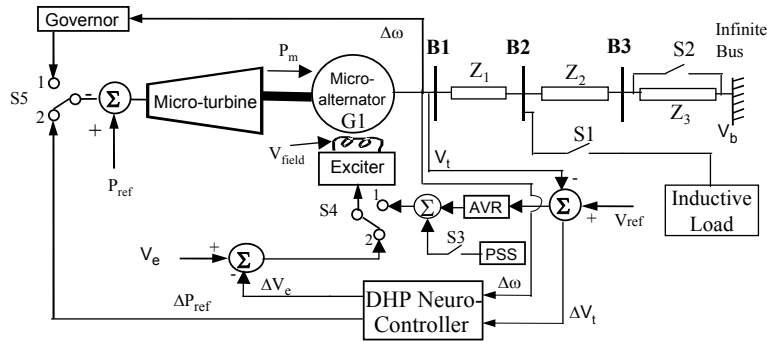 Governor
Δω
Infinite
Bus
P_m
B1
B2
B3
S2
1
S5
2
-
Σ
+
Micro-turbine
Micro-
alternator
G1
Z_1
Z_2
Z_3
V_b
V_field
Exciter
V_t
S1
P_ref
S4
1
2
Σ
AVR
-
Σ
+
V_ref
Inductive
Load
S3
PSS
V_e
+
Σ
-
ΔV_e
Δω
ΔP_ref
DHP Neuro-
Controller
ΔV_t